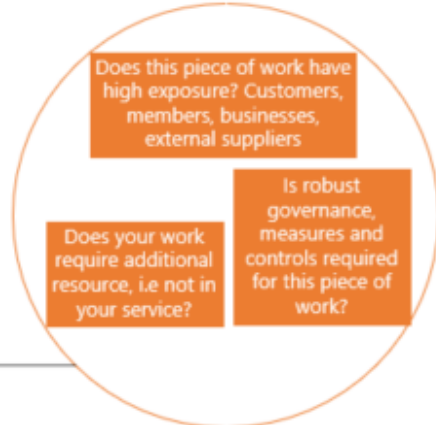 Does this piece of work have
high exposure? Customers,
members, businesses,
external suppliers
Is robust
governance,
measures and
controls required
for this piece of
work?
Does your work
require additional
resource, i.e not in
your service?